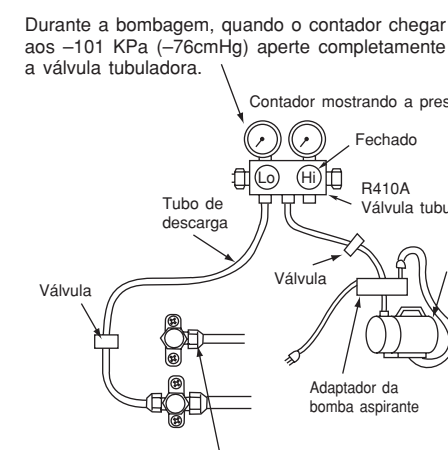 Durante a bombagem, quando o contador chegar
aos –101 KPa (–76cmHg) aperte completamente
a válvula tubuladora.
Contador mostrando a pres
Fechado
Lo
Hi
R410A
Válvula tubu
Tubo de
descarga
Válvula
Válvula
Adaptador da
bomba aspirante